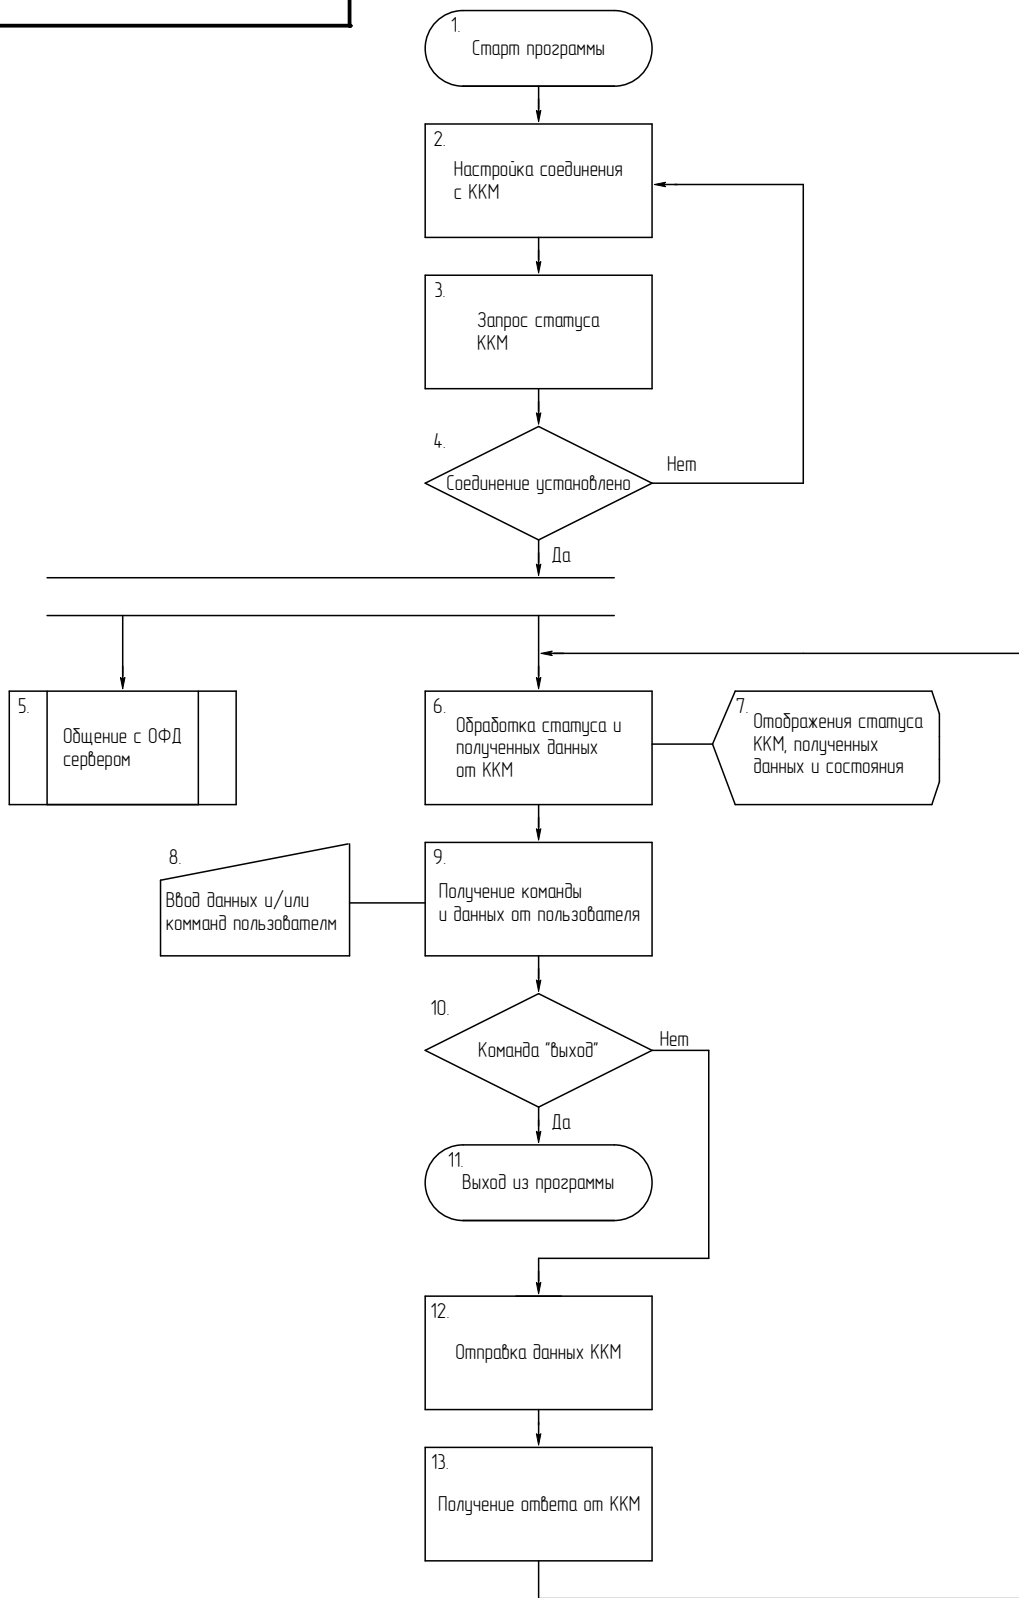 1.
Старт программы
2.
Настройка соединения
с ККМ
3.
Запрос статуса
ККМ
4.
Соединение установлено
Нет
Да
5.
Общение с ОФД
сервером
6.
Обработка статуса и
полученных данных
от ККМ
7.
Отображения статуса
ККМ, полученных
данных и состояния
8.
Ввод данных и/или
комманд пользователм
9.
Получение команды
и данных от пользователя
10.
Команда "выход"
Нет
Да
11.
Выход из программы
12.
Отправка данных ККМ
13.
Получение ответа от ККМ